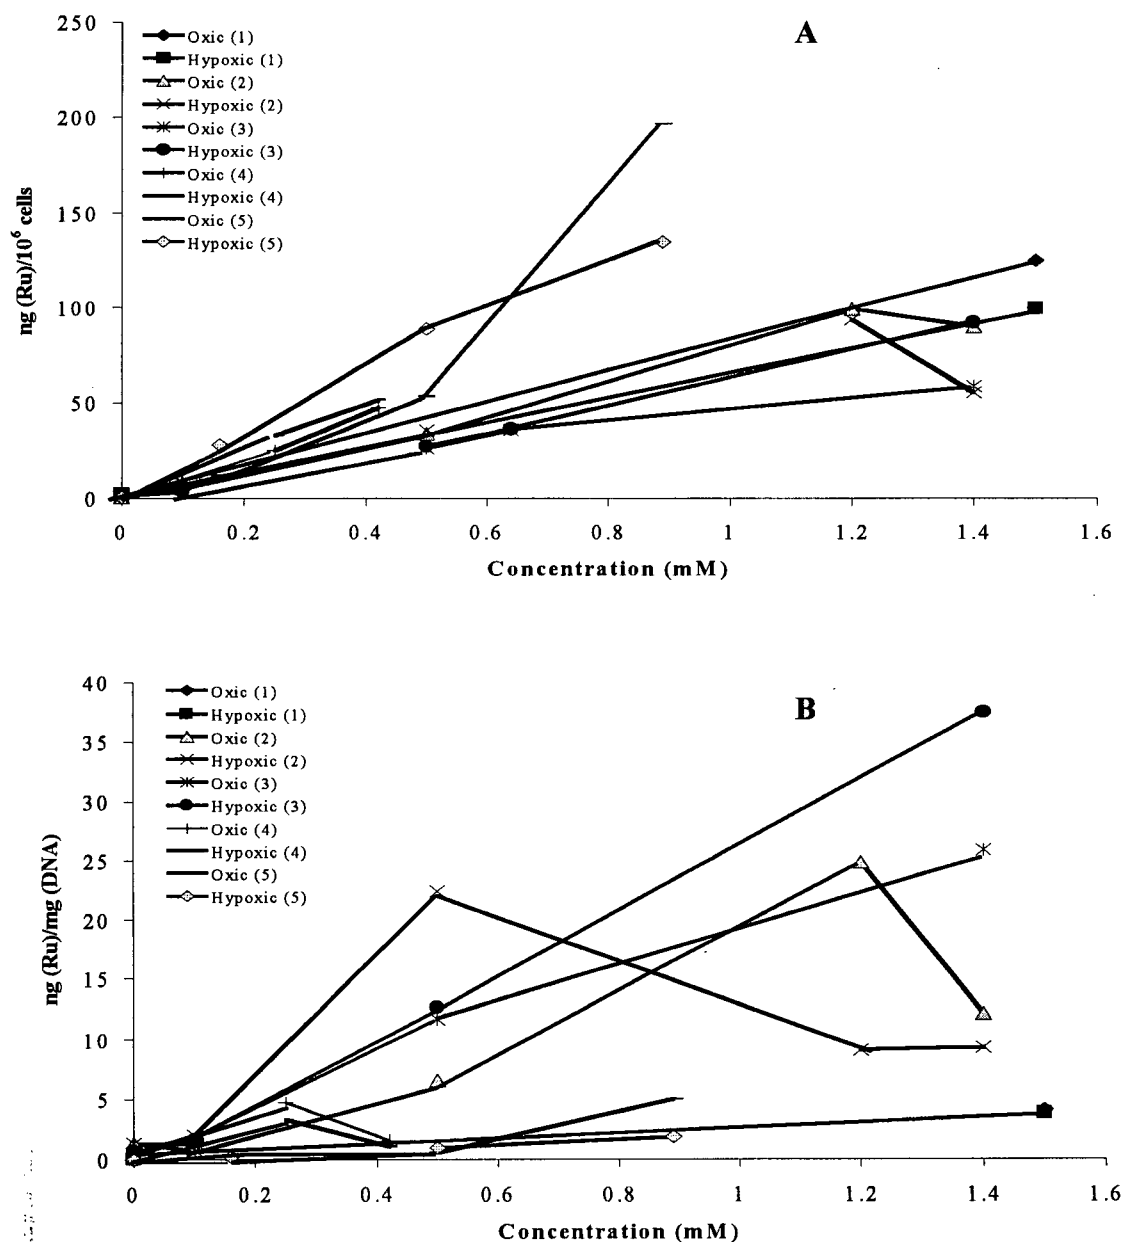 A
250
200
150
100
50
0
ng (Ru)/10⁶ cells
Oxic (1)
Hypoxic (1)
Oxic (2)
Hypoxic (2)
Oxic (3)
Hypoxic (3)
Oxic (4)
Hypoxic (4)
Oxic (5)
Hypoxic (5)
0 0.2 0.4 0.6 0.8 1 1.2 1.4 1.6
Concentration (mM)
B
40
35
30
25
20
15
10
5
0
ng (Ru)/mg (DNA)
Oxic (1)
Hypoxic (1)
Oxic (2)
Hypoxic (2)
Oxic (3)
Hypoxic (3)
Oxic (4)
Hypoxic (4)
Oxic (5)
Hypoxic (5)
0 0.2 0.4 0.6 0.8 1 1.2 1.4 1.6
Concentration (mM)